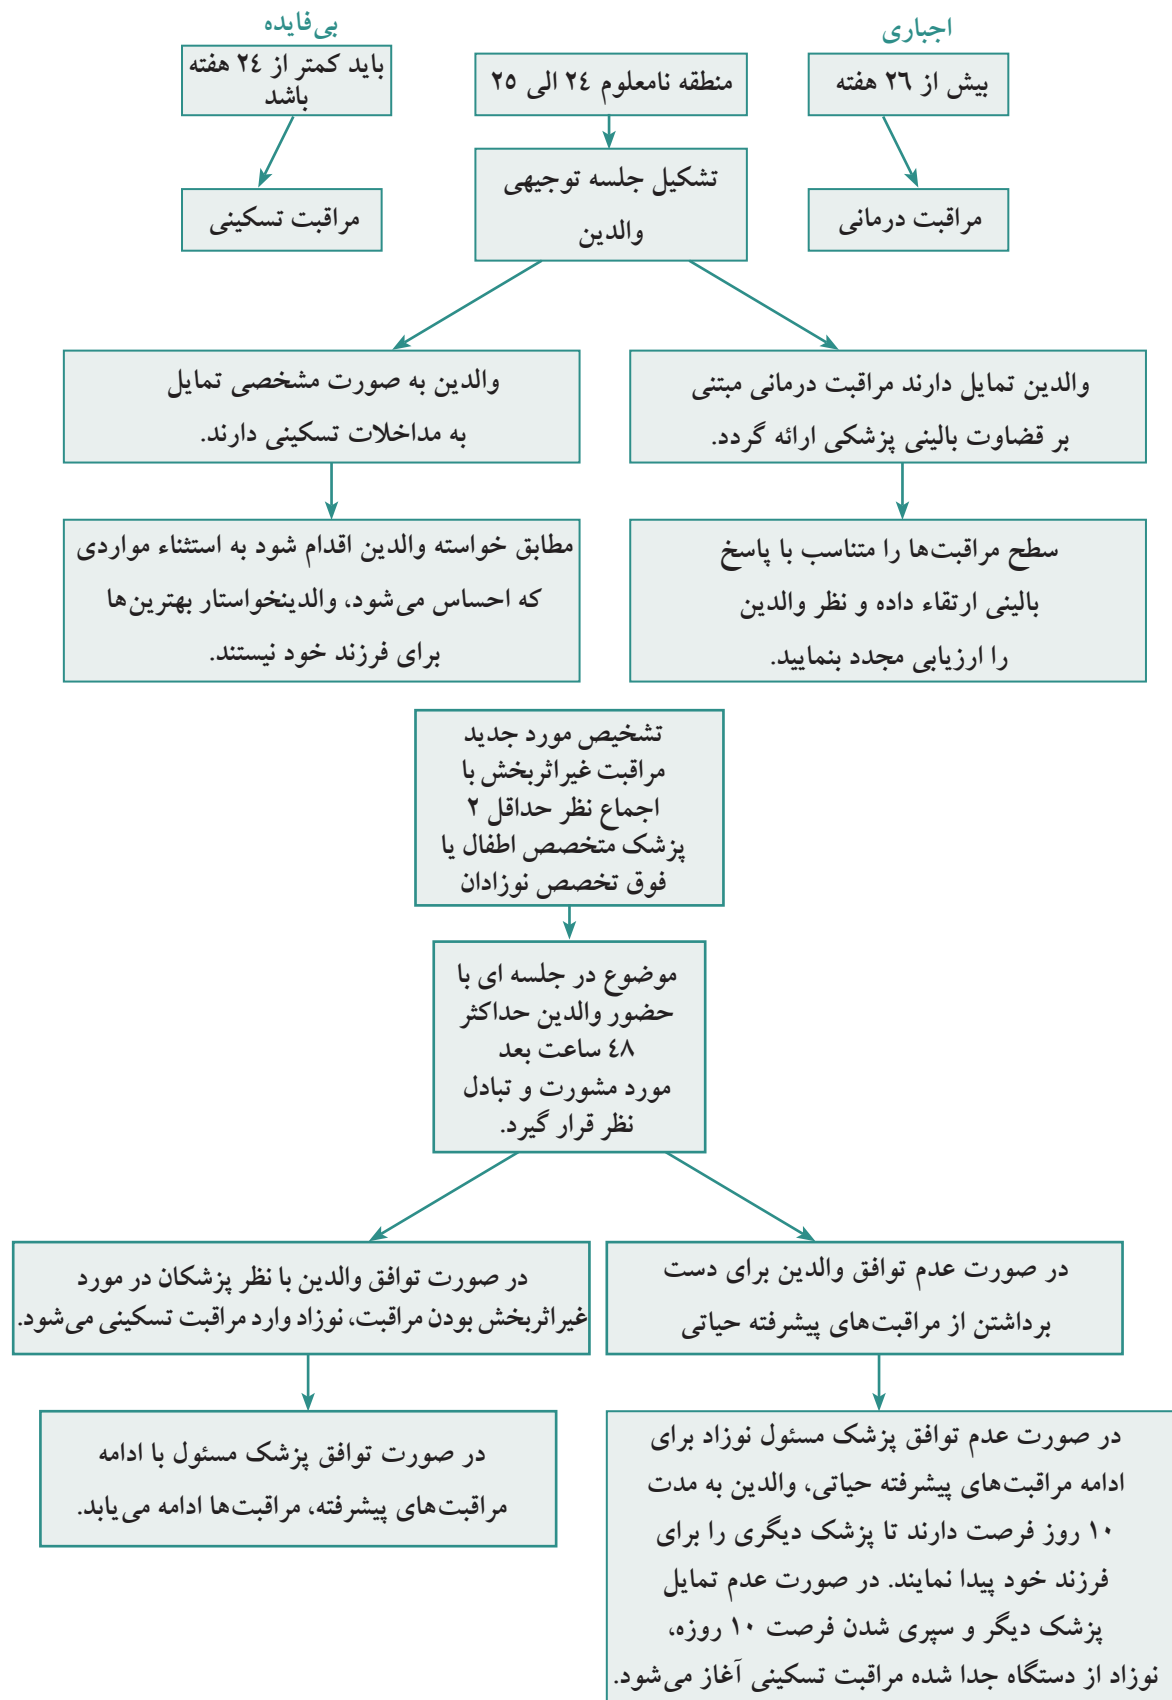 اجباری
بی‌فایده
بیش از ۲۶ هفته
منطقه نامعلوم ۲٤ الی ۲٥
باید کمتر از ۲٤ هفته
باشد
مراقبت درمانی
تشکیل جلسه توجیهی
والدین
مراقبت تسکینی
والدین تمایل دارند مراقبت درمانی مبتنی
بر قضاوت بالینی پزشکی ارائه گردد.
والدین به صورت مشخصی تمایل
به مداخلات تسکینی دارند.
سطح مراقبت‌ها را متناسب با پاسخ
بالینی ارتقاء داده و نظر والدین
را ارزیابی مجدد بنمایید.
مطابق خواسته والدین اقدام شود به استثناء مواردی
که احساس می‌شود، والدینخواستار بهترین‌ها
برای فرزند خود نیستند.
تشخیص مورد جدید
مراقبت غیراثربخش با
اجماع نظر حداقل ۲
پزشک متخصص اطفال یا
فوق تخصص نوزادان
موضوع در جلسه ای با
حضور والدین حداکثر
٤۸ ساعت بعد
مورد مشورت و تبادل
نظر قرار گیرد.
در صورت عدم توافق والدین برای دست
برداشتن از مراقبت‌های پیشرفته حیاتی
در صورت توافق والدین با نظر پزشکان در مورد
غیراثربخش بودن مراقبت، نوزاد وارد مراقبت تسکینی می‌شود.
در صورت عدم توافق پزشک مسئول نوزاد برای
ادامه مراقبت‌های پیشرفته حیاتی، والدین به مدت
۱۰ روز فرصت دارند تا پزشک دیگری را برای
فرزند خود پیدا نمایند. در صورت عدم تمایل
پزشک دیگر و سپری شدن فرصت ۱۰ روزه،
نوزاد از دستگاه جدا شده مراقبت تسکینی آغاز می‌شود.
در صورت توافق پزشک مسئول با ادامه
مراقبت‌های پیشرفته، مراقبت‌ها ادامه می‌یابد.